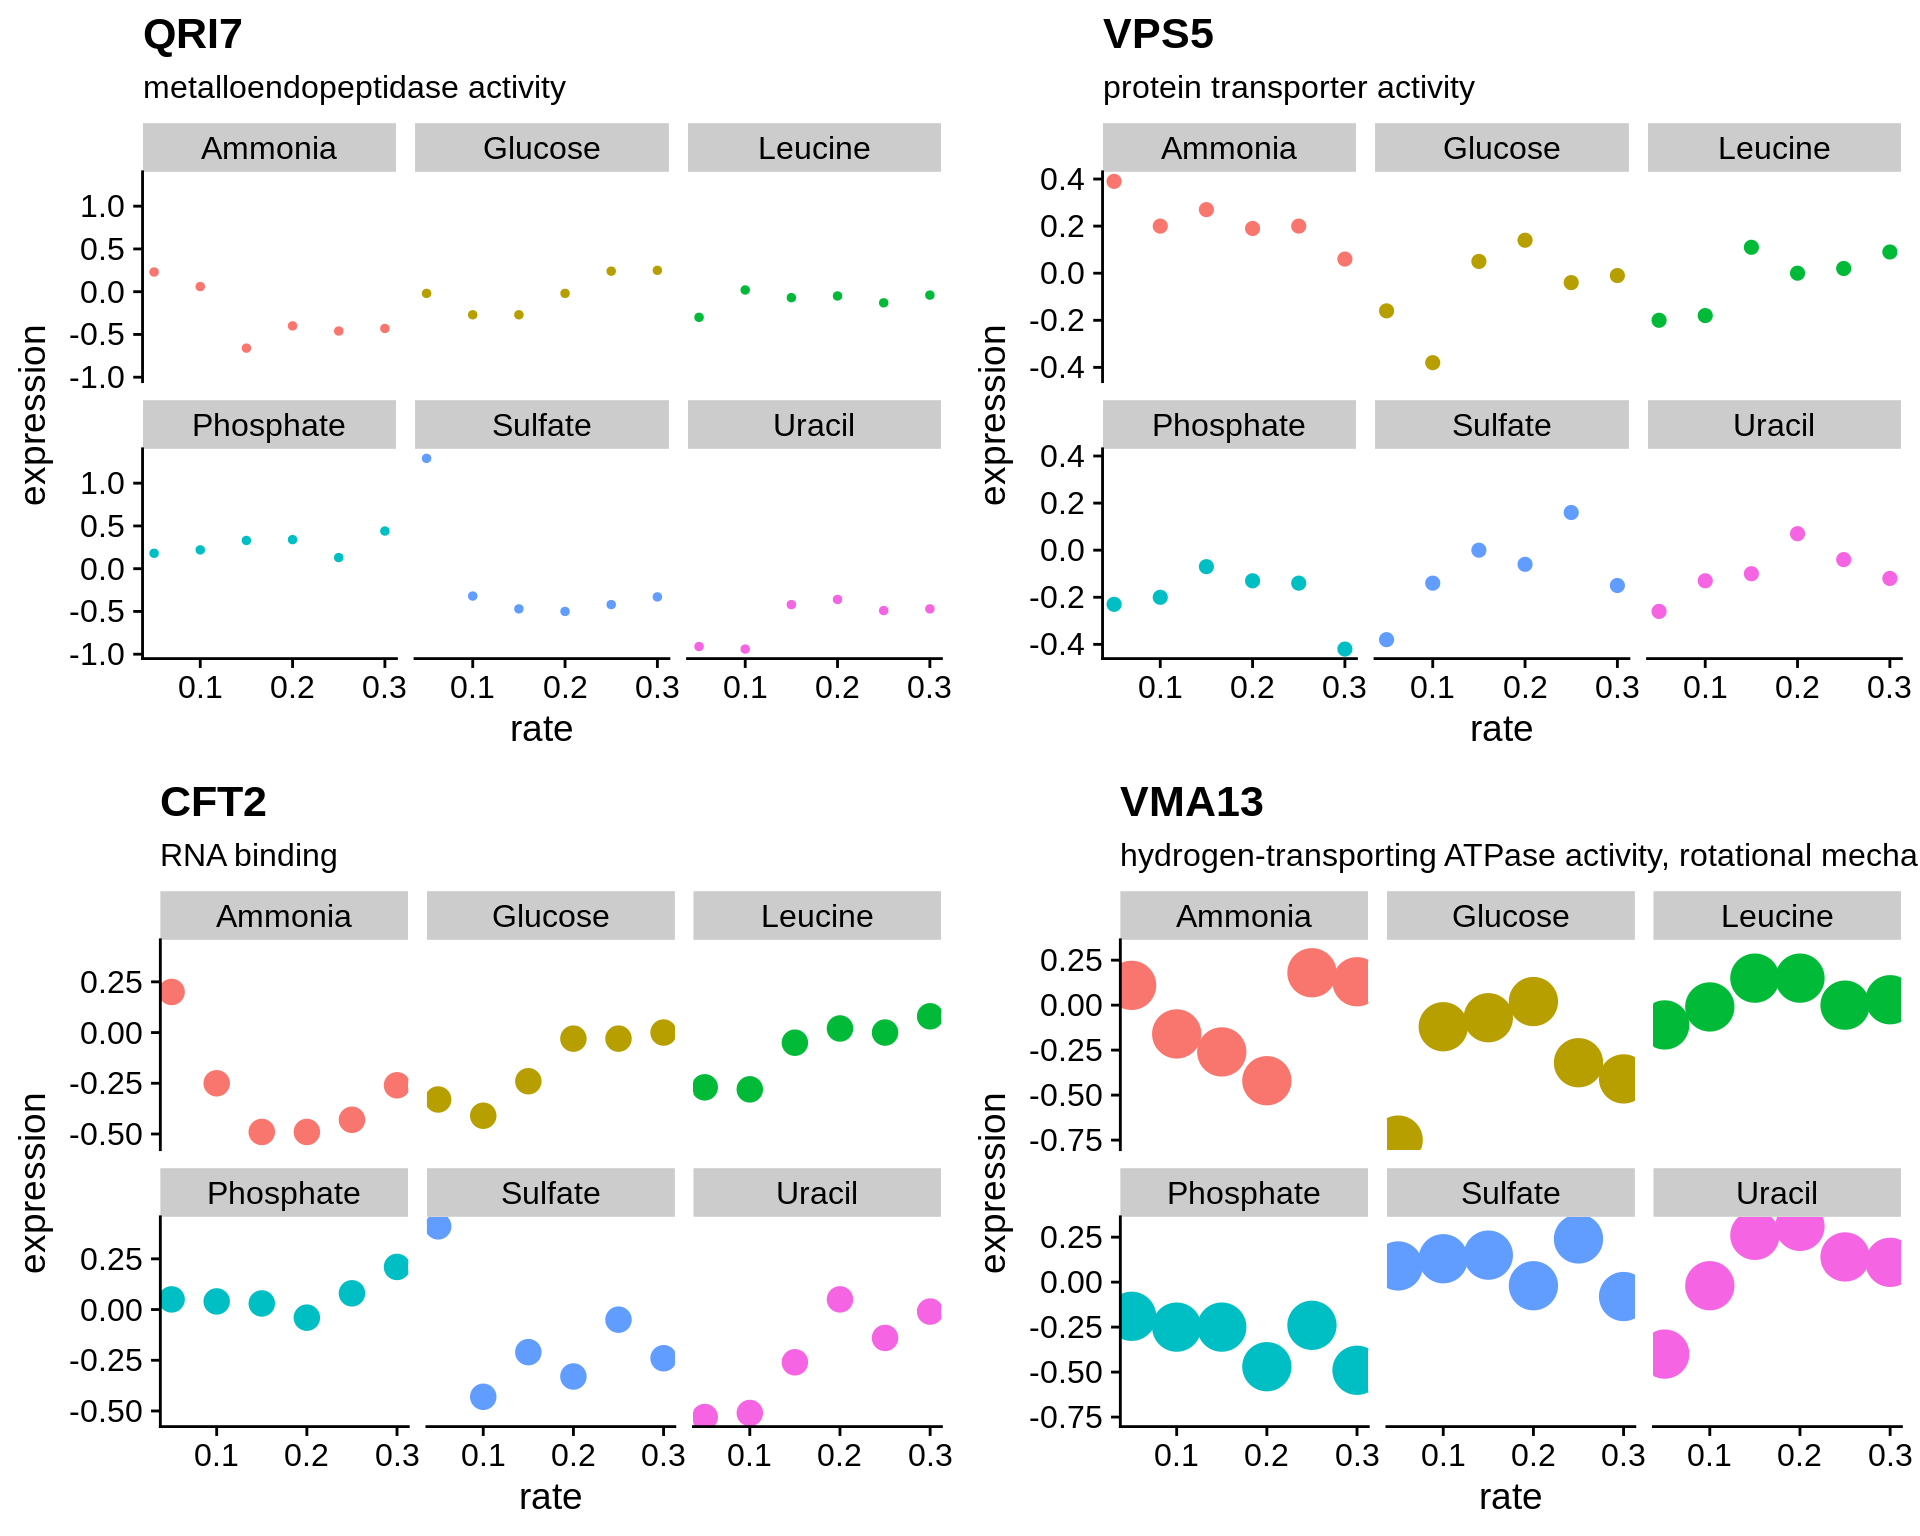 QRI7
metalloendopeptidase activity
Ammonia Glucose Leucine
1.0
0.5
0.0
-0.5
-1.0
Phosphate Sulfate Uracil
1.0
0.5
0.0
-0.5
-1.0
0.1 0.2 0.3 0.1 0.2 0.3 0.1 0.2 0.3
rate
expression
VPS5
protein transporter activity
Ammonia Glucose Leucine
0.4
0.2
0.0
-0.2
-0.4
Phosphate Sulfate Uracil
0.4
0.2
0.0
-0.2
-0.4
0.1 0.2 0.3 0.1 0.2 0.3 0.1 0.2 0.3
rate
expression
CFT2
RNA binding
Ammonia Glucose Leucine
0.25
0.00
-0.25
-0.50
Phosphate Sulfate Uracil
0.25
0.00
-0.25
-0.50
0.1 0.2 0.3 0.1 0.2 0.3 0.1 0.2 0.3
rate
expression
VMA13
hydrogen-transporting ATPase activity, rotational mecha
Ammonia Glucose Leucine
0.25
0.00
-0.25
-0.50
-0.75
Phosphate Sulfate Uracil
0.25
0.00
-0.25
-0.50
-0.75
0.1 0.2 0.3 0.1 0.2 0.3 0.1 0.2 0.3
rate
expression